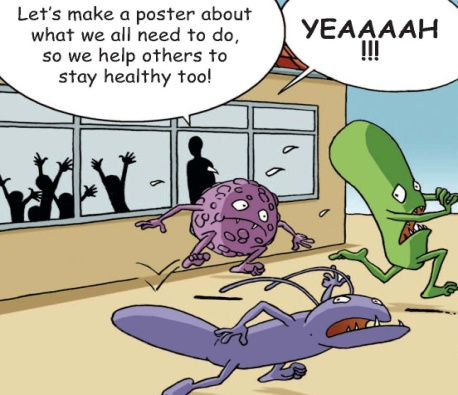 Let's make a poster about
what we all need to do,
so we help others to
stay healthy too!
YEAAAAH
!!!